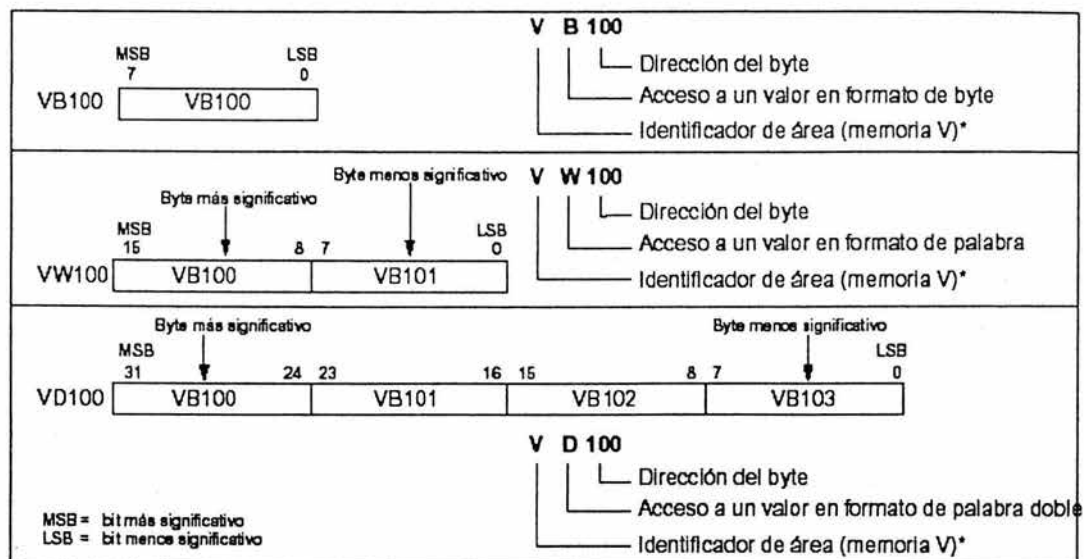 V B 100
MSB LSB
7 0
VB100 VB100
Dirección del byte
Acceso a un valor en formato de byte
Identificador de área (memoria V)*
Byte más significativo
Byte menos significativo
V W 100
MSB LSB
15 8 7 0
VW100 VB100 VB101
Dirección del byte
Acceso a un valor en formato de palabra
Identificador de área (memoria V)*
Byte más significativo Byte menos significativo
MSB LSB
31 24 23 16 15 8 7 0
VD100 VB100 VB101 VB102 VB103
V D 100
Dirección del byte
Acceso a un valor en formato de palabra doble
Identificador de área (memoria V)*
MSB = bit más significativo
LSB = bit menos significativo